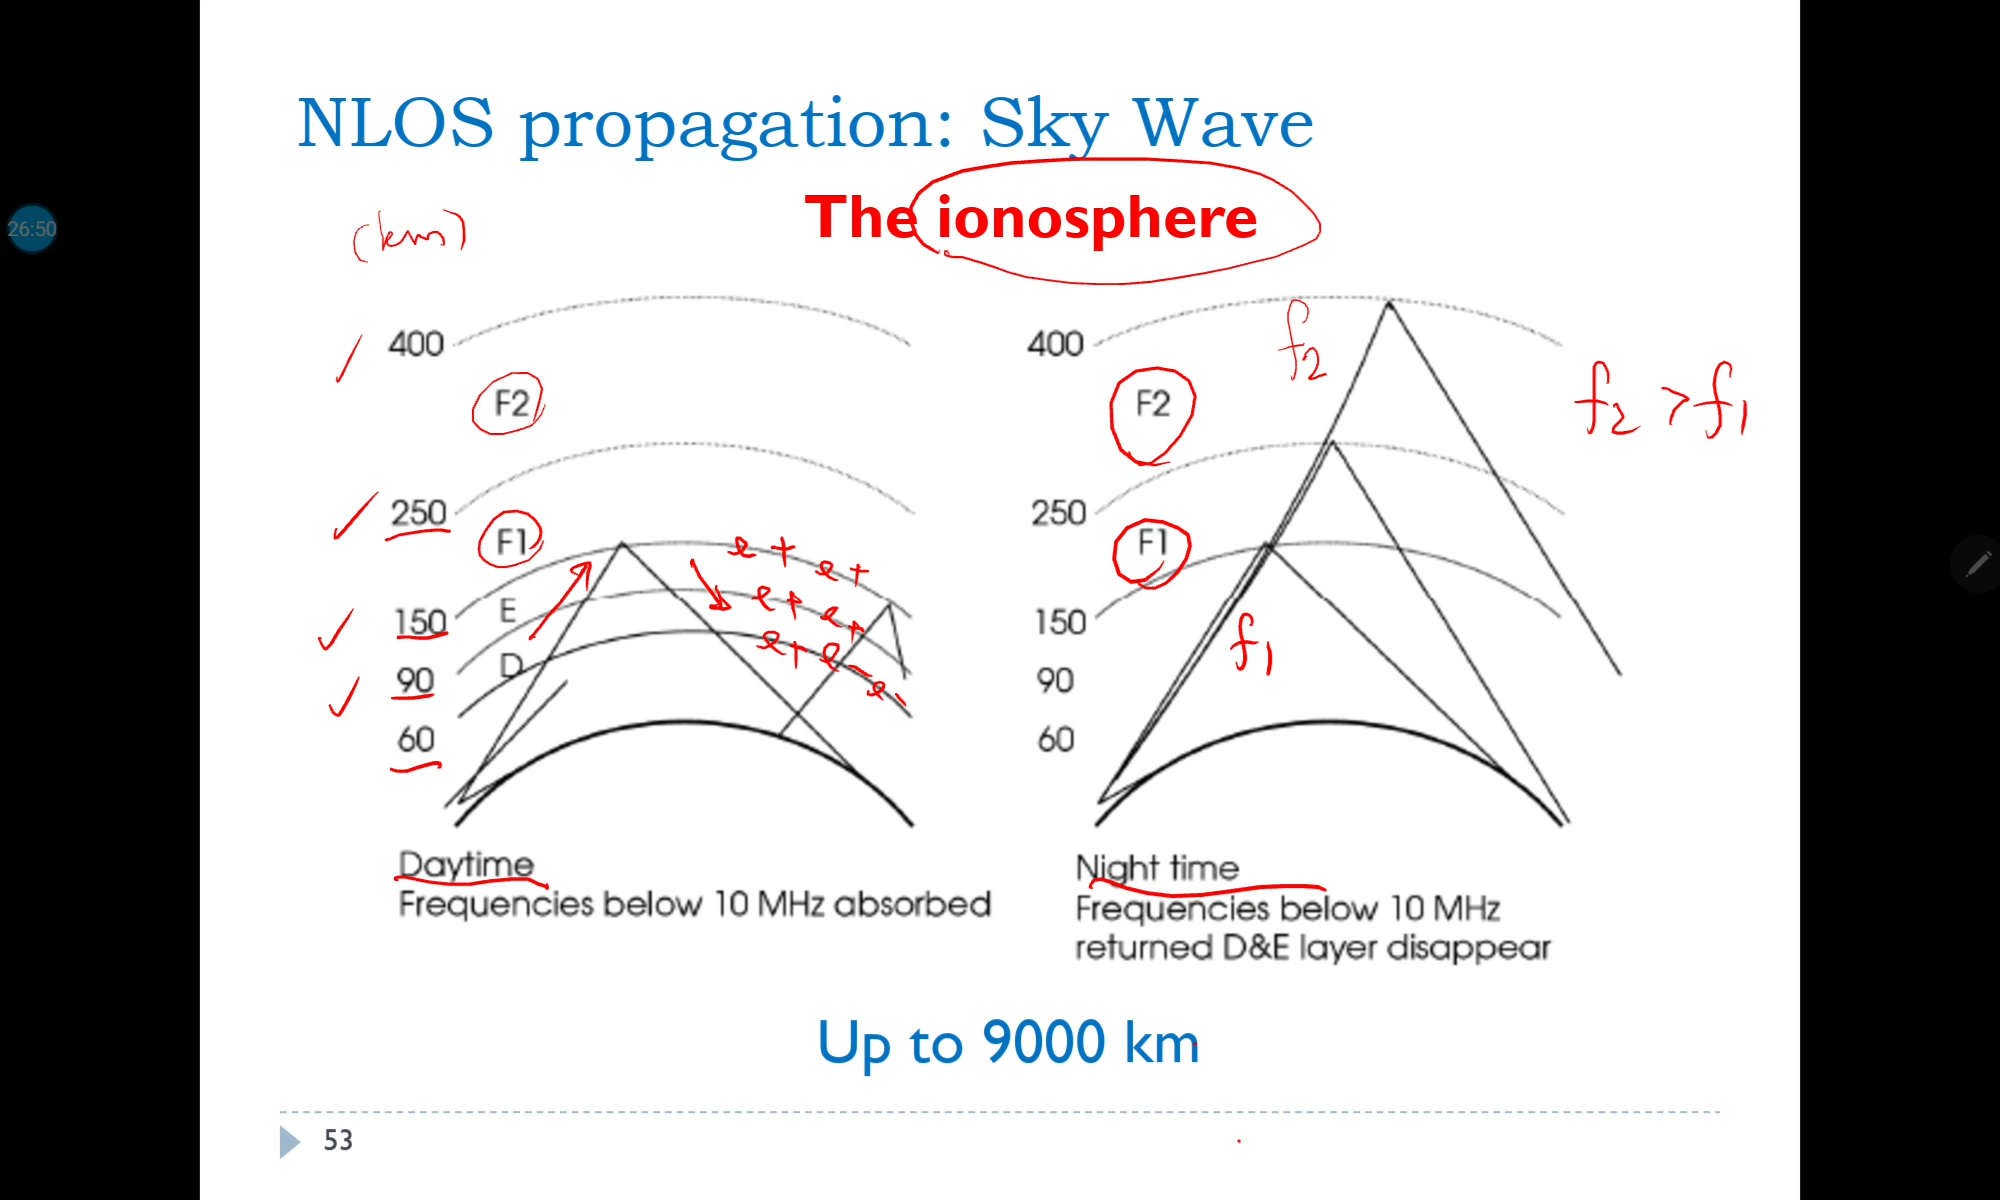 NLOS propagation: Sky Wave
The ionosphere
26:50
(km)
400
F2
250
F1
150
E
90
D
60
e + e +
e + e +
e + e -
e -
Daytime
Frequencies below 10 MHz absorbed
400
f2
F2
f2 > f1
250
F1
150
f1
90
60
Night time
Frequencies below 10 MHz
returned D&E layer disappear
Up to 9000 km
53